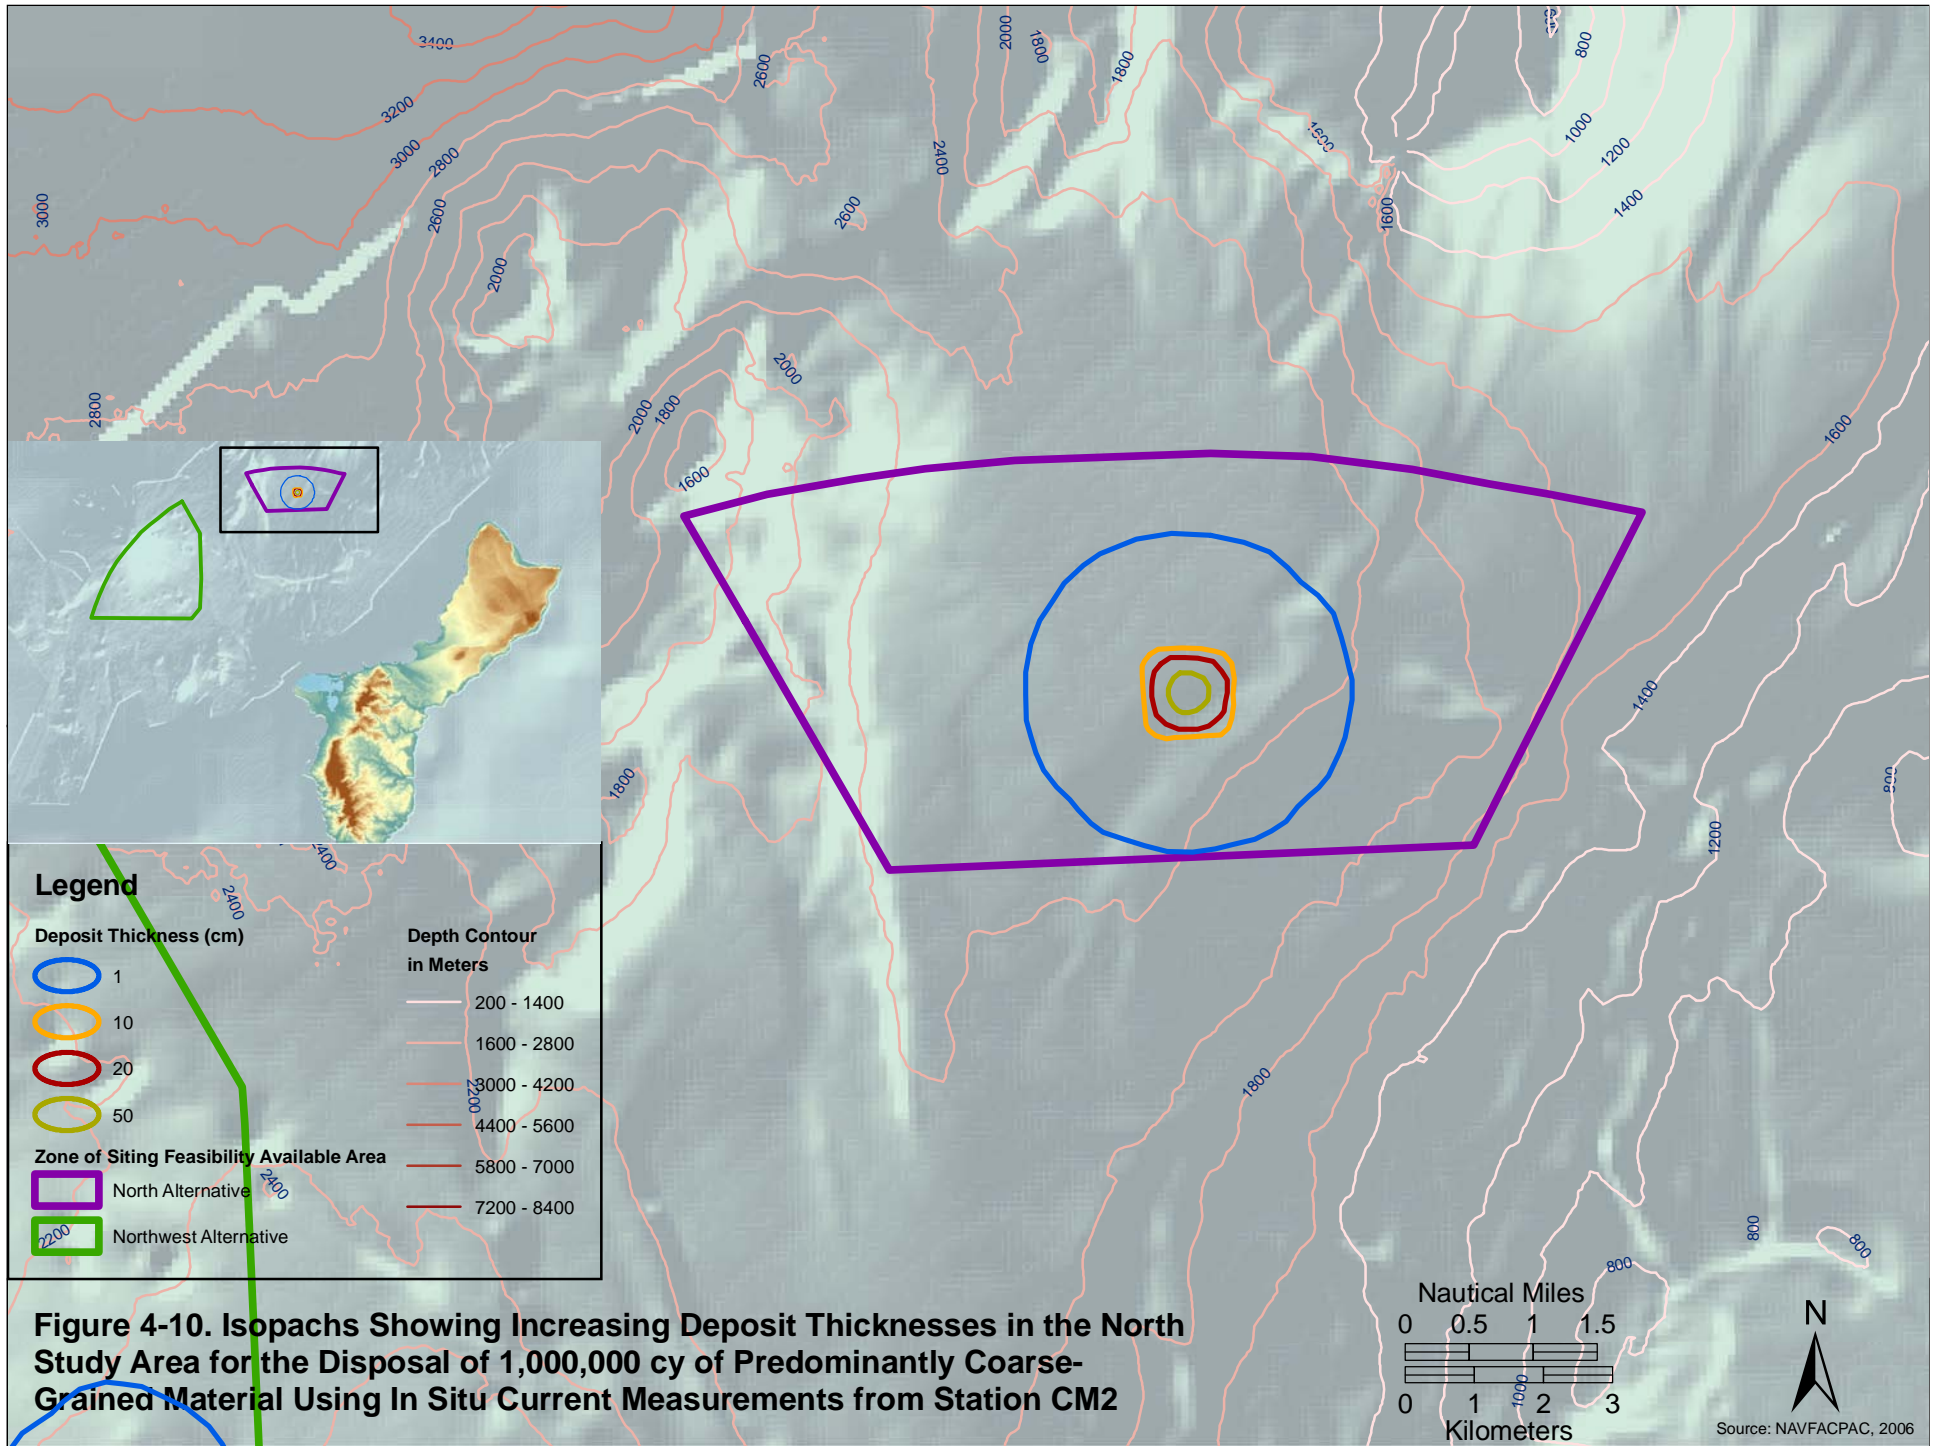 3400
3200
3000
2800
2600
2600
3000
2800
2000
2600
2000
1800
1800
2400
1600
1600
800
1000
1200
1400
2000
1800
2000
1600
1600
1400
1800
1200
800
1800
2400
2400
2200
2400
2200
800
800
800
1000
Legend
Deposit Thickness (cm)
1
10
20
50
Zone of Siting Feasibility Available Area
North Alternative
Northwest Alternative
Depth Contour
in Meters
200 - 1400
1600 - 2800
3000 - 4200
4400 - 5600
5800 - 7000
7200 - 8400
Figure 4-10. Isopachs Showing Increasing Deposit Thicknesses in the North
Study Area for the Disposal of 1,000,000 cy of Predominantly Coarse-
Grained Material Using In Situ Current Measurements from Station CM2
Nautical Miles
0 0.5 1 1.5
0 1 2 3
Kilometers
N
Source: NAVFACPAC, 2006